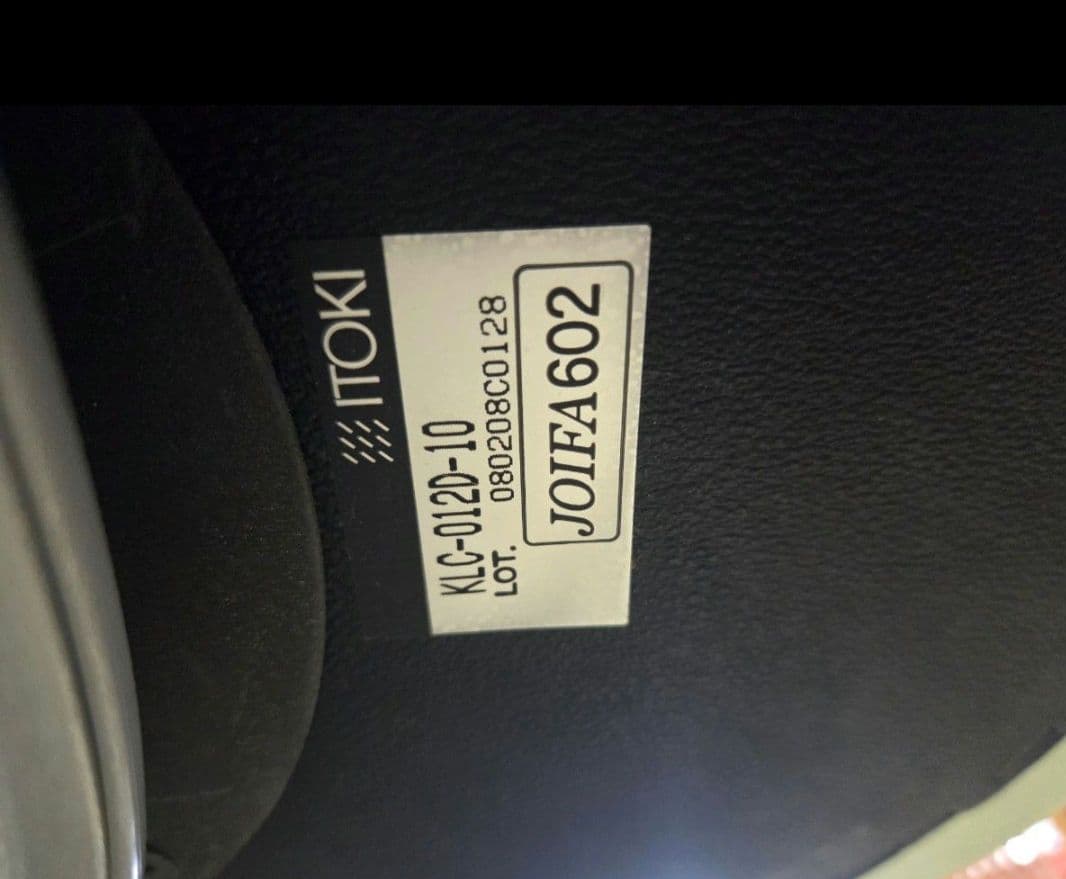 ITOKI
KLC-012D-10
LOT. 080208C0128
JOIFA602